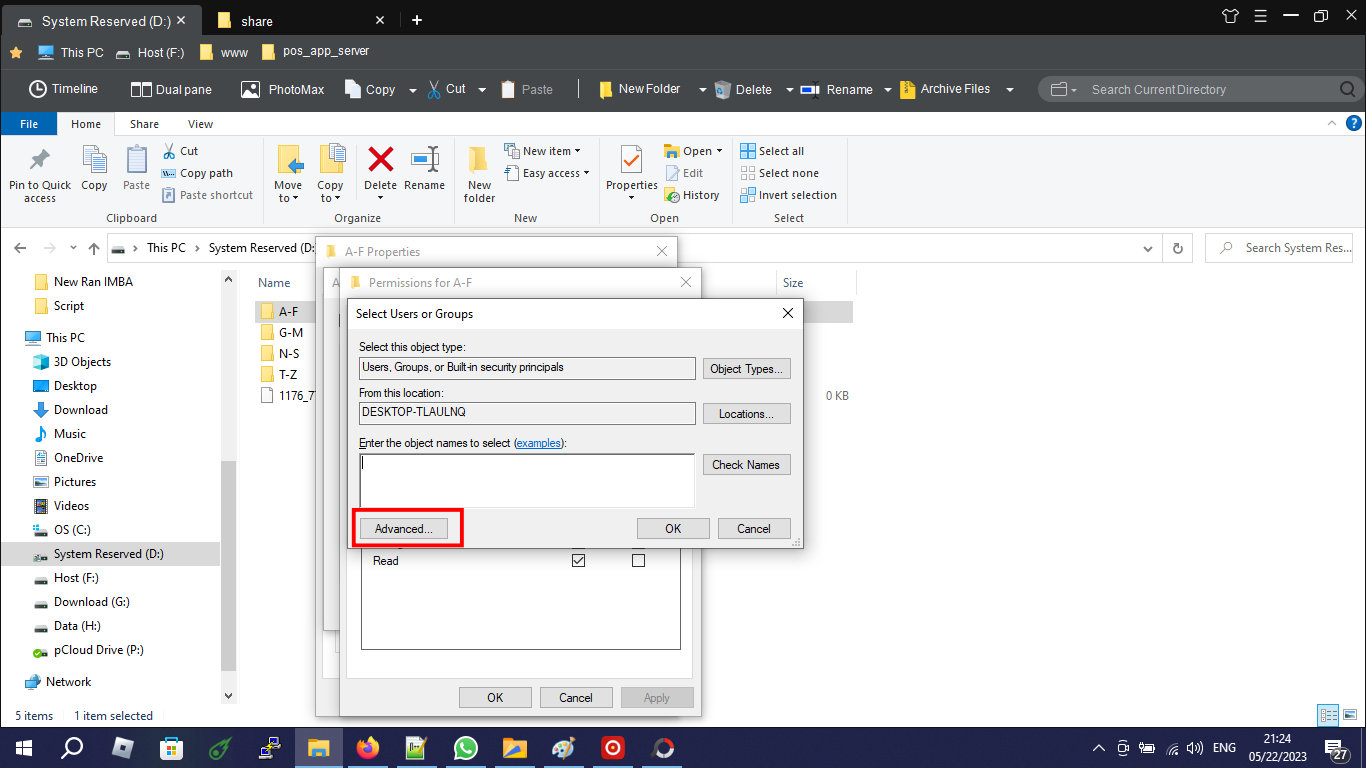 System Reserved (D:)
share
This PC
Host (F:)
www
pos_app_server
Timeline
Dual pane
PhotoMax
Copy
Cut
Paste
New Folder
Delete
Rename
Archive Files
Search Current Directory
File
Home
Share
View
Pin to Quick access
Copy
Paste
Cut
Copy path
Paste shortcut
Clipboard
Move to
Copy to
Delete
Rename
Organize
New folder
New item
Easy access
New
Properties
Open
Edit
History
Open
Select all
Select none
Invert selection
Select
This PC
System Reserved (D:
Search System Res...
New Ran IMBA
Script
This PC
3D Objects
Desktop
Download
Music
OneDrive
Pictures
Videos
OS (C:)
System Reserved (D:)
Host (F:)
Download (G:)
Data (H:)
pCloud Drive (P:)
Network
Name
Size
A-F
G-M
N-S
T-Z
1176_7
0 KB
A-F Properties
A
Permissions for A-F
Select Users or Groups
Select this object type:
Users, Groups, or Built-in security principals
Object Types...
From this location:
DESKTOP-TLAULNQ
Locations...
Enter the object names to select (examples):
Check Names
Advanced...
OK
Cancel
Read
OK
Cancel
Apply
5 items
1 item selected
ENG
21:24
05/22/2023
27